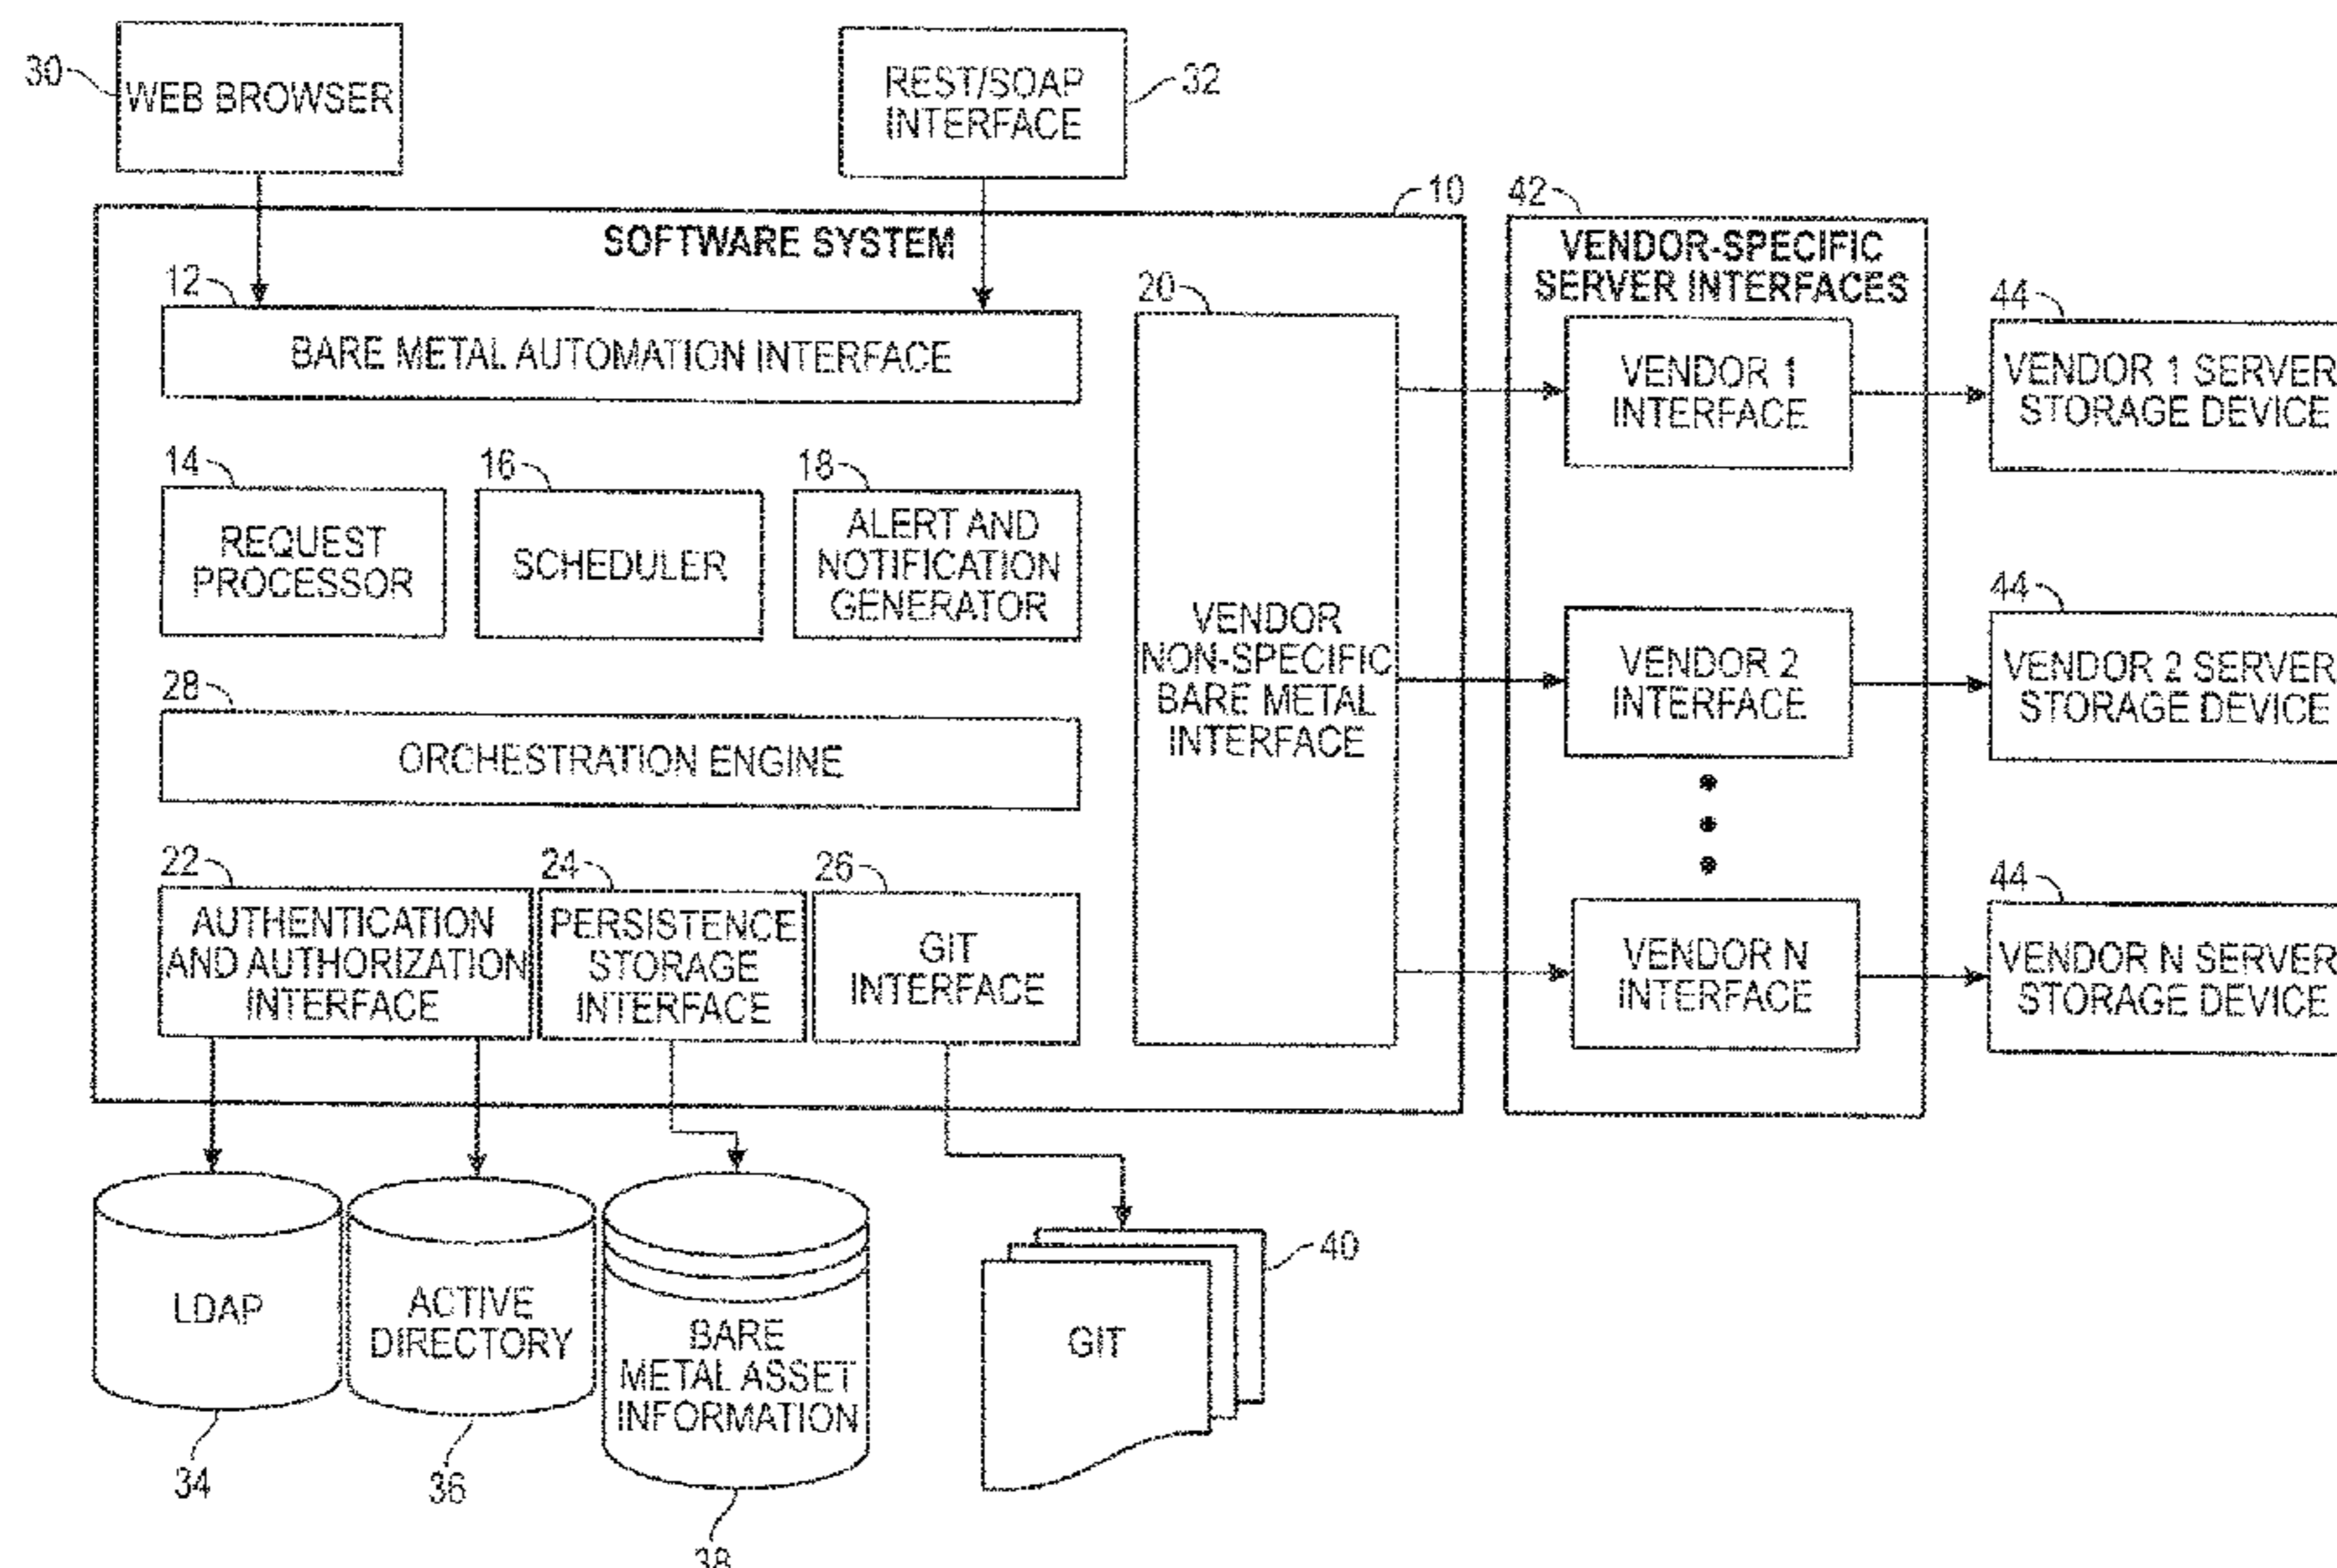 30
WEB BROWSER
REST/SOAP
INTERFACE
32
10
SOFTWARE SYSTEM
12
BARE METAL AUTOMATION INTERFACE
14
REQUEST
PROCESSOR
16
SCHEDULER
18
ALERT AND
NOTIFICATION
GENERATOR
28
ORCHESTRATION ENGINE
22
AUTHENTICATION
AND AUTHORIZATION
INTERFACE
24
PERSISTENCE
STORAGE
INTERFACE
26
GIT
INTERFACE
20
VENDOR
NON-SPECIFIC
BARE METAL
INTERFACE
42
VENDOR-SPECIFIC
SERVER INTERFACES
VENDOR 1
INTERFACE
VENDOR 2
INTERFACE
VENDOR N
INTERFACE
44
VENDOR 1 SERVER
STORAGE DEVICE
44
VENDOR 2 SERVER
STORAGE DEVICE
44
VENDOR N SERVER
STORAGE DEVICE
LDAP
34
ACTIVE
DIRECTORY
36
BARE
METAL ASSET
INFORMATION
38
GIT
40